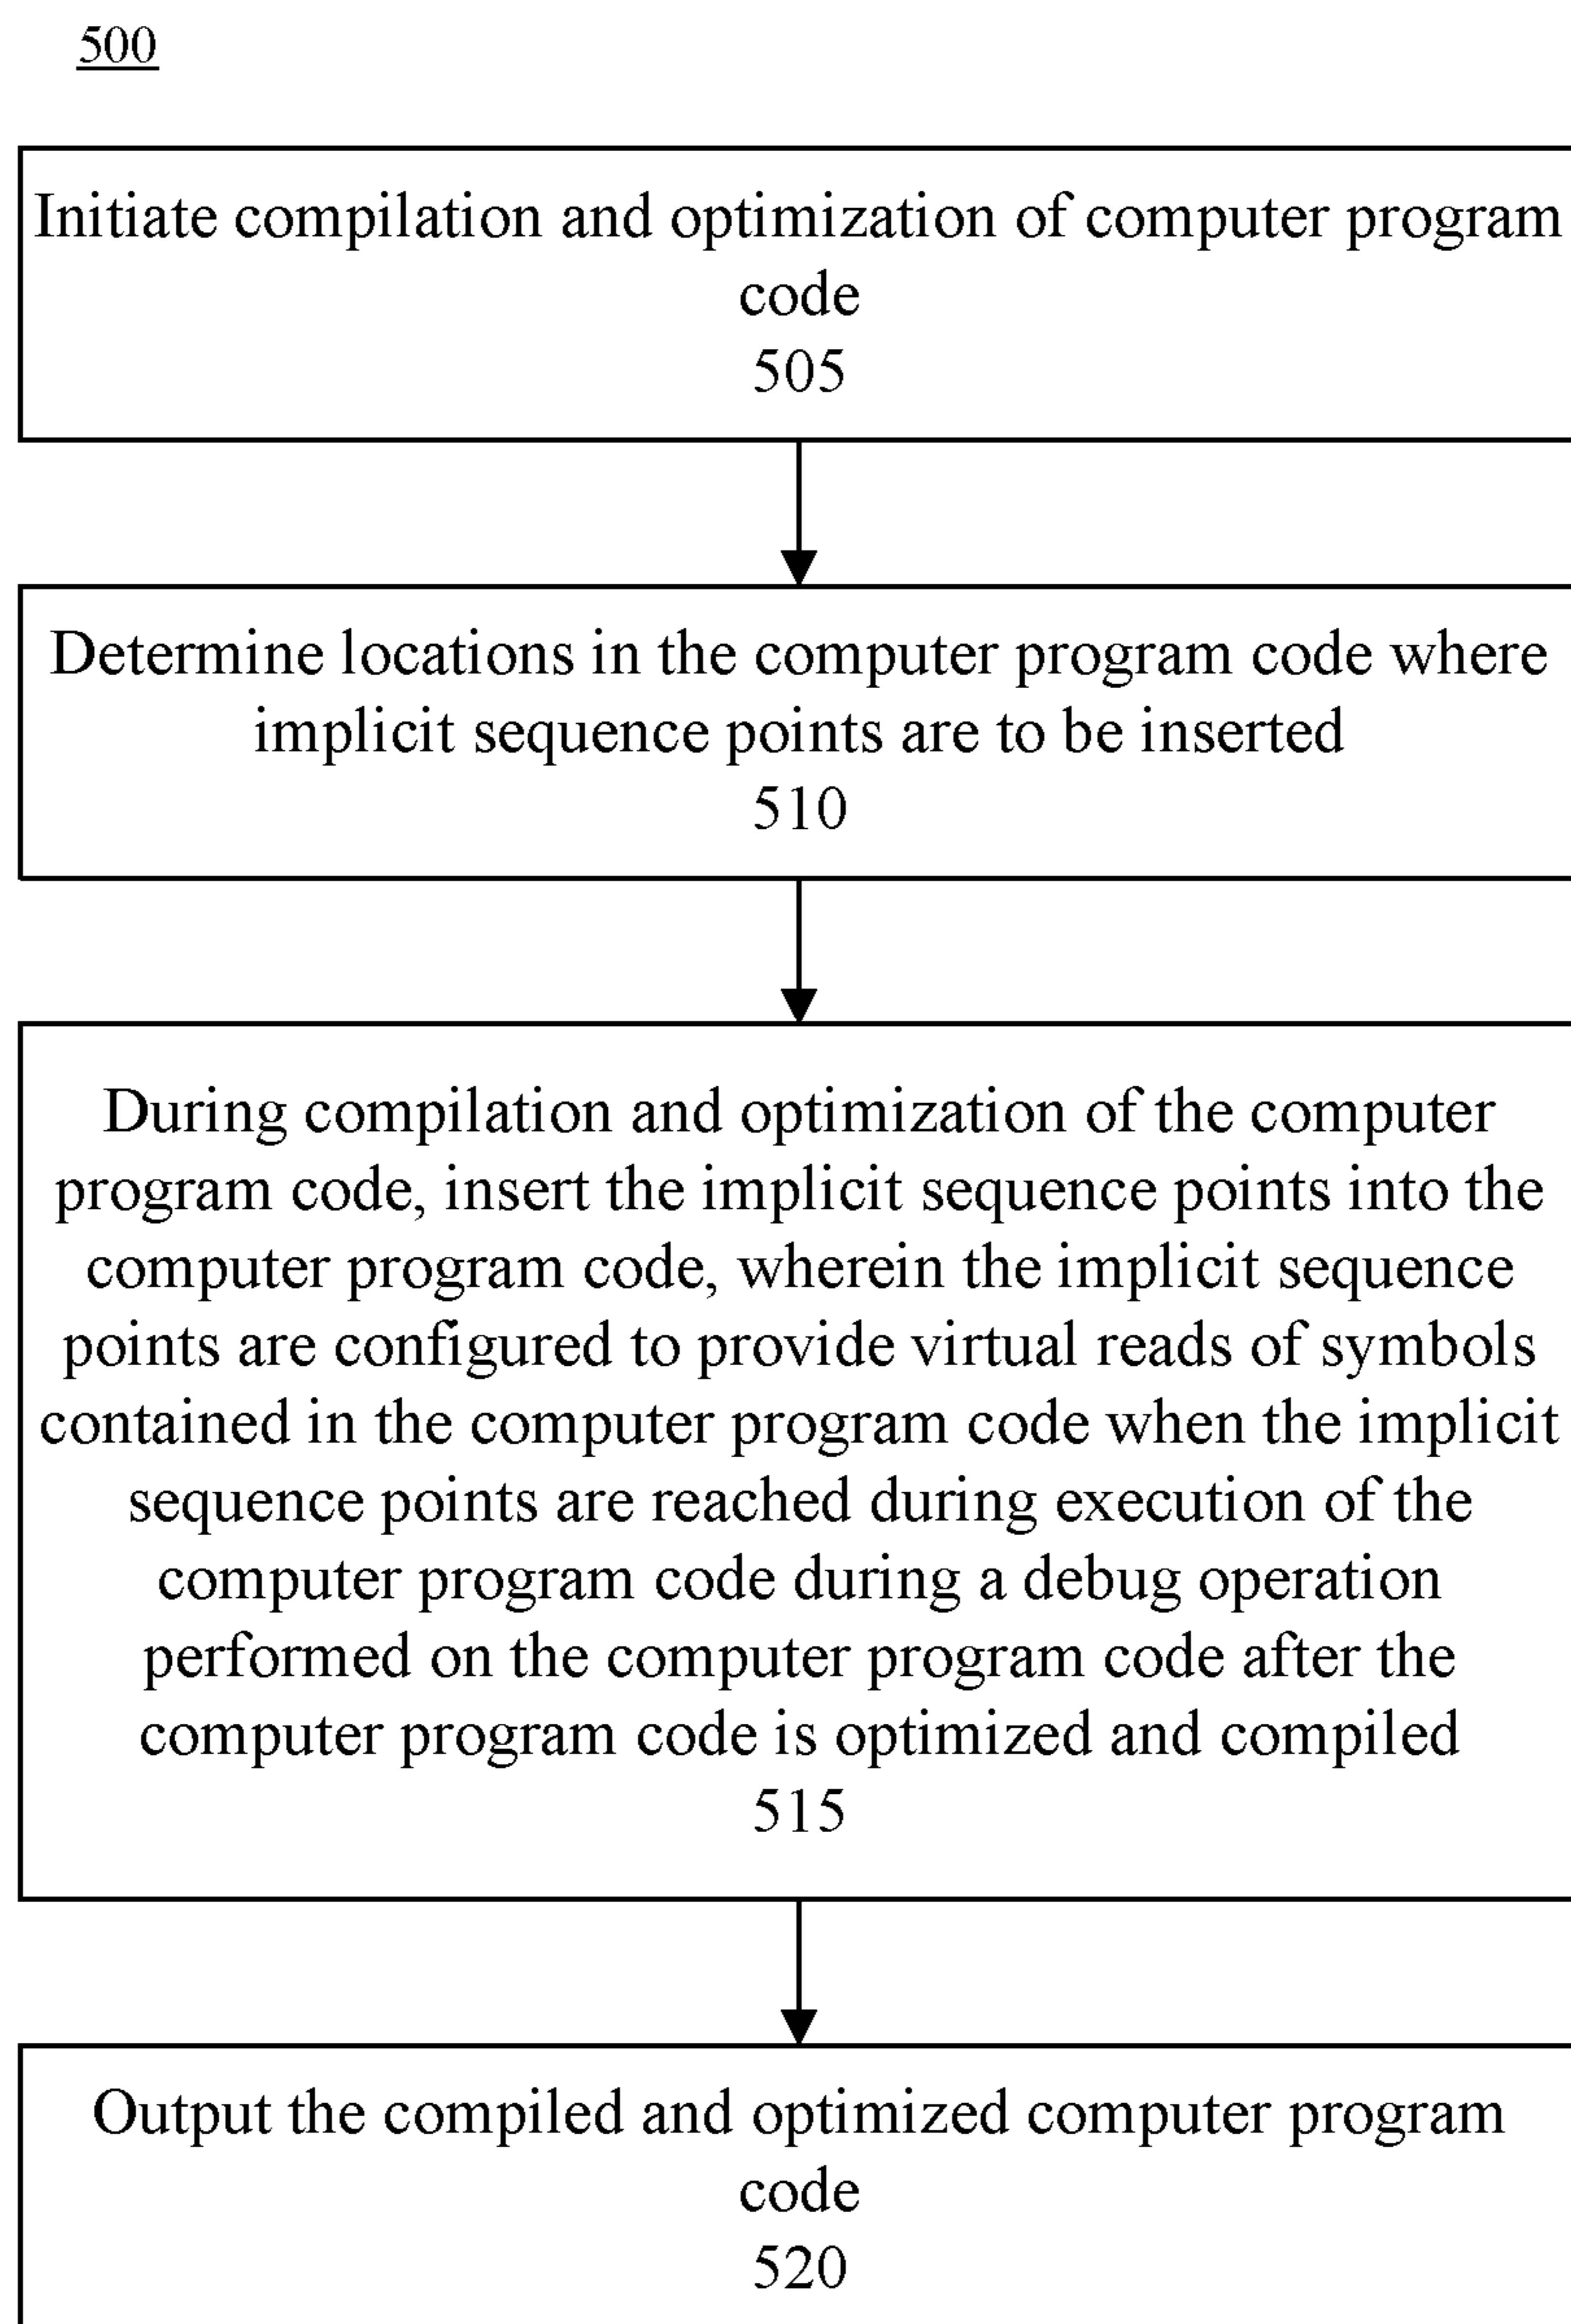 500
Initiate compilation and optimization of computer program
code
505
Determine locations in the computer program code where
implicit sequence points are to be inserted
510
During compilation and optimization of the computer
program code, insert the implicit sequence points into the
computer program code, wherein the implicit sequence
points are configured to provide virtual reads of symbols
contained in the computer program code when the implicit
sequence points are reached during execution of the
computer program code during a debug operation
performed on the computer program code after the
computer program code is optimized and compiled
515
Output the compiled and optimized computer program
code
520